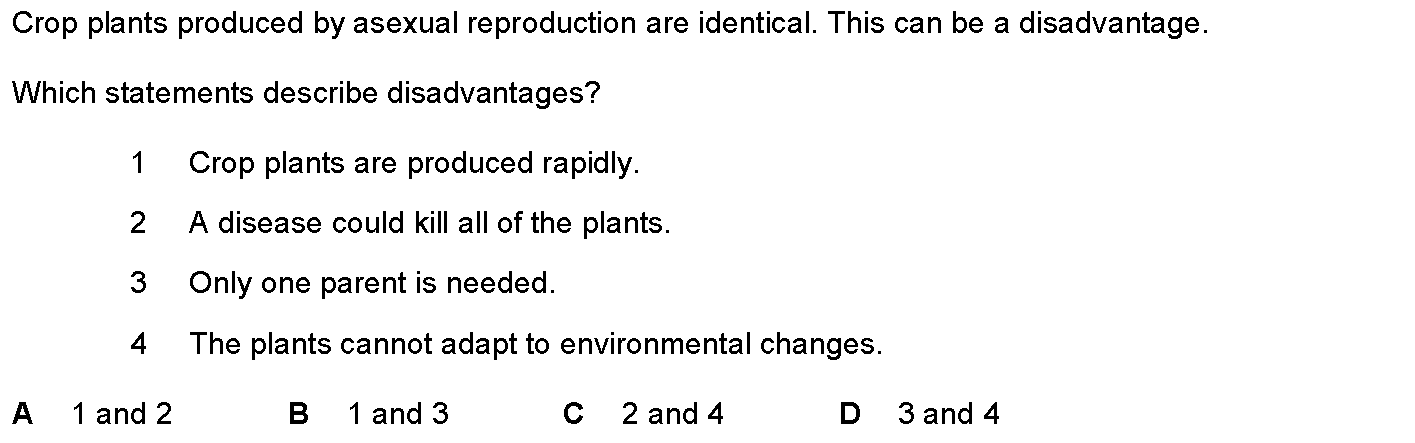 Crop plants produced by asexual reproduction are identical. This can be a disadvantage.
Which statements describe disadvantages?
1 Crop plants are produced rapidly.
2 A disease could kill all of the plants.
3 Only one parent is needed.
4 The plants cannot adapt to environmental changes.
A 1 and 2 B 1 and 3 C 2 and 4 D 3 and 4